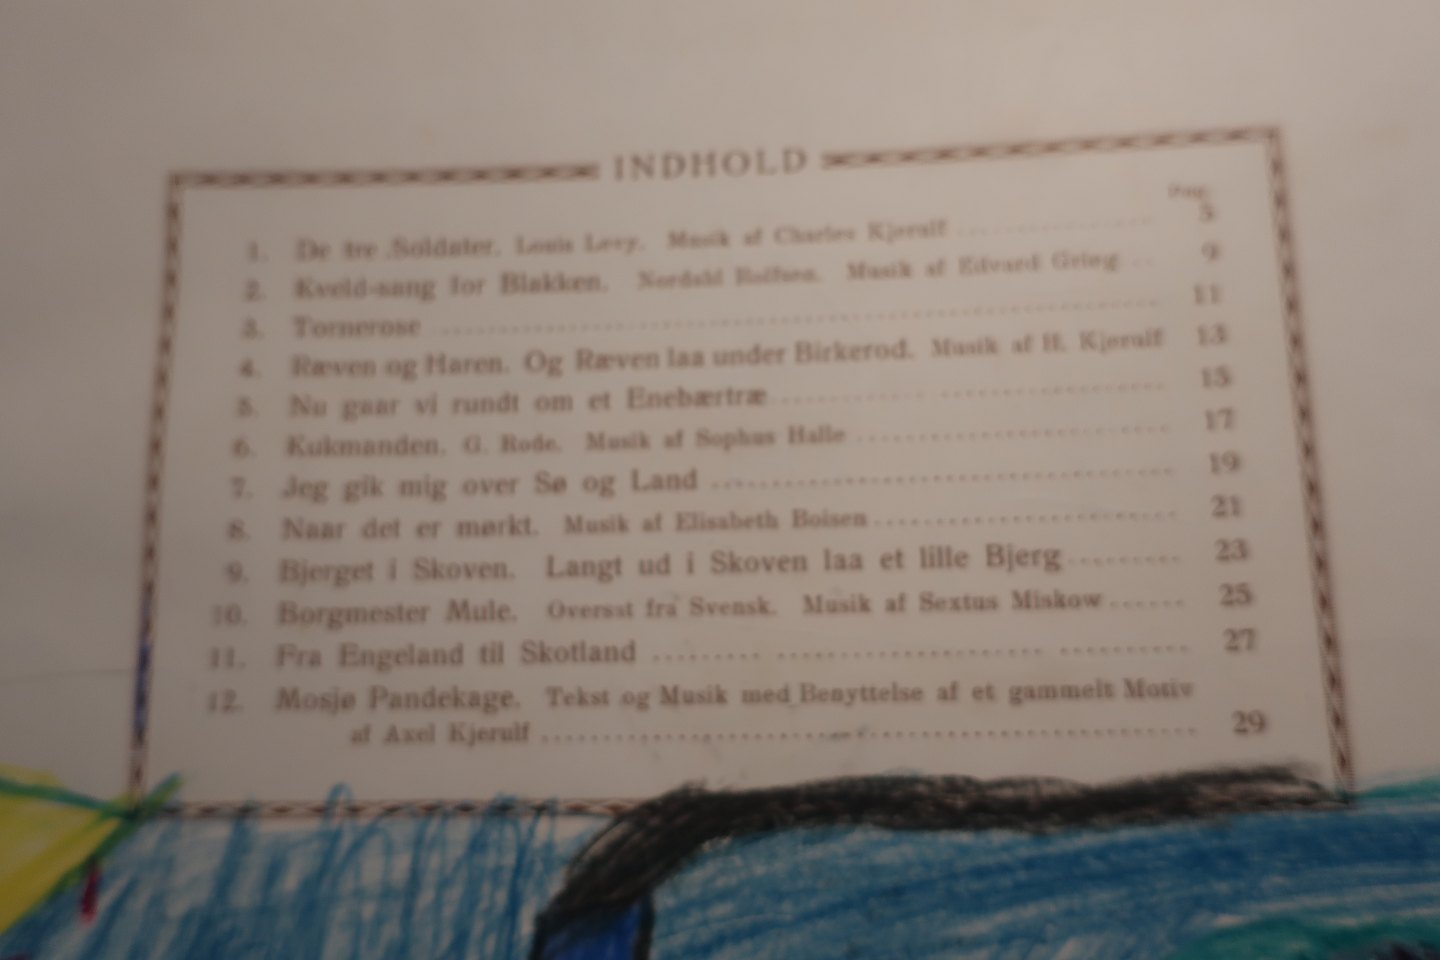 INDHOLD
Pag.
1. De tre Soldater. Louis Levy. Musik af Charles Kjerulf 5
2. Kveld-sang for Blakken. Nordahl Rolfsen. Musik af Edvard Grieg 9
3. Tornerose 11
4. Ræven og Haren. Og Ræven laa under Birkerod. Musik af H. Kjerulf 13
5. Nu gaar vi rundt om et Enebærtræ 15
6. Kukmanden. G. Rode. Musik af Sophus Halle 17
7. Jeg gik mig over Sø og Land 19
8. Naar det er mørkt. Musik af Elisabeth Boisen 21
9. Bjerget i Skoven. Langt ud i Skoven laa et lille Bjerg 23
10. Borgmester Mule. Oversat fra Svensk. Musik af Sextus Miskow 25
11. Fra Engeland til Skotland 27
12. Mosjø Pandekage. Tekst og Musik med Benyttelse af et gammelt Motiv
af Axel Kjerulf 29